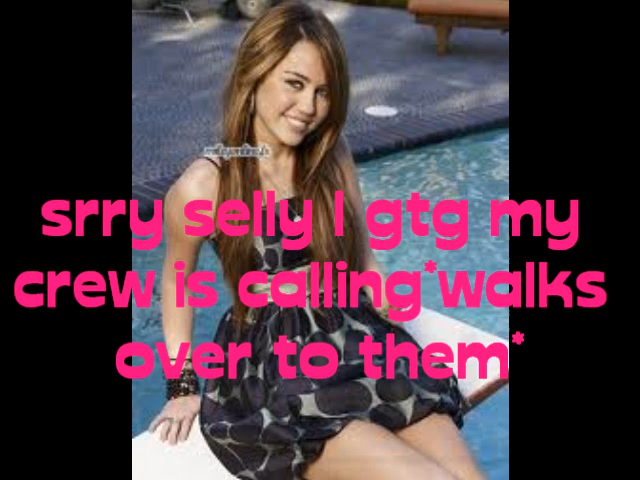 srry selly I gtg my
crew is calling*walks
over to them*